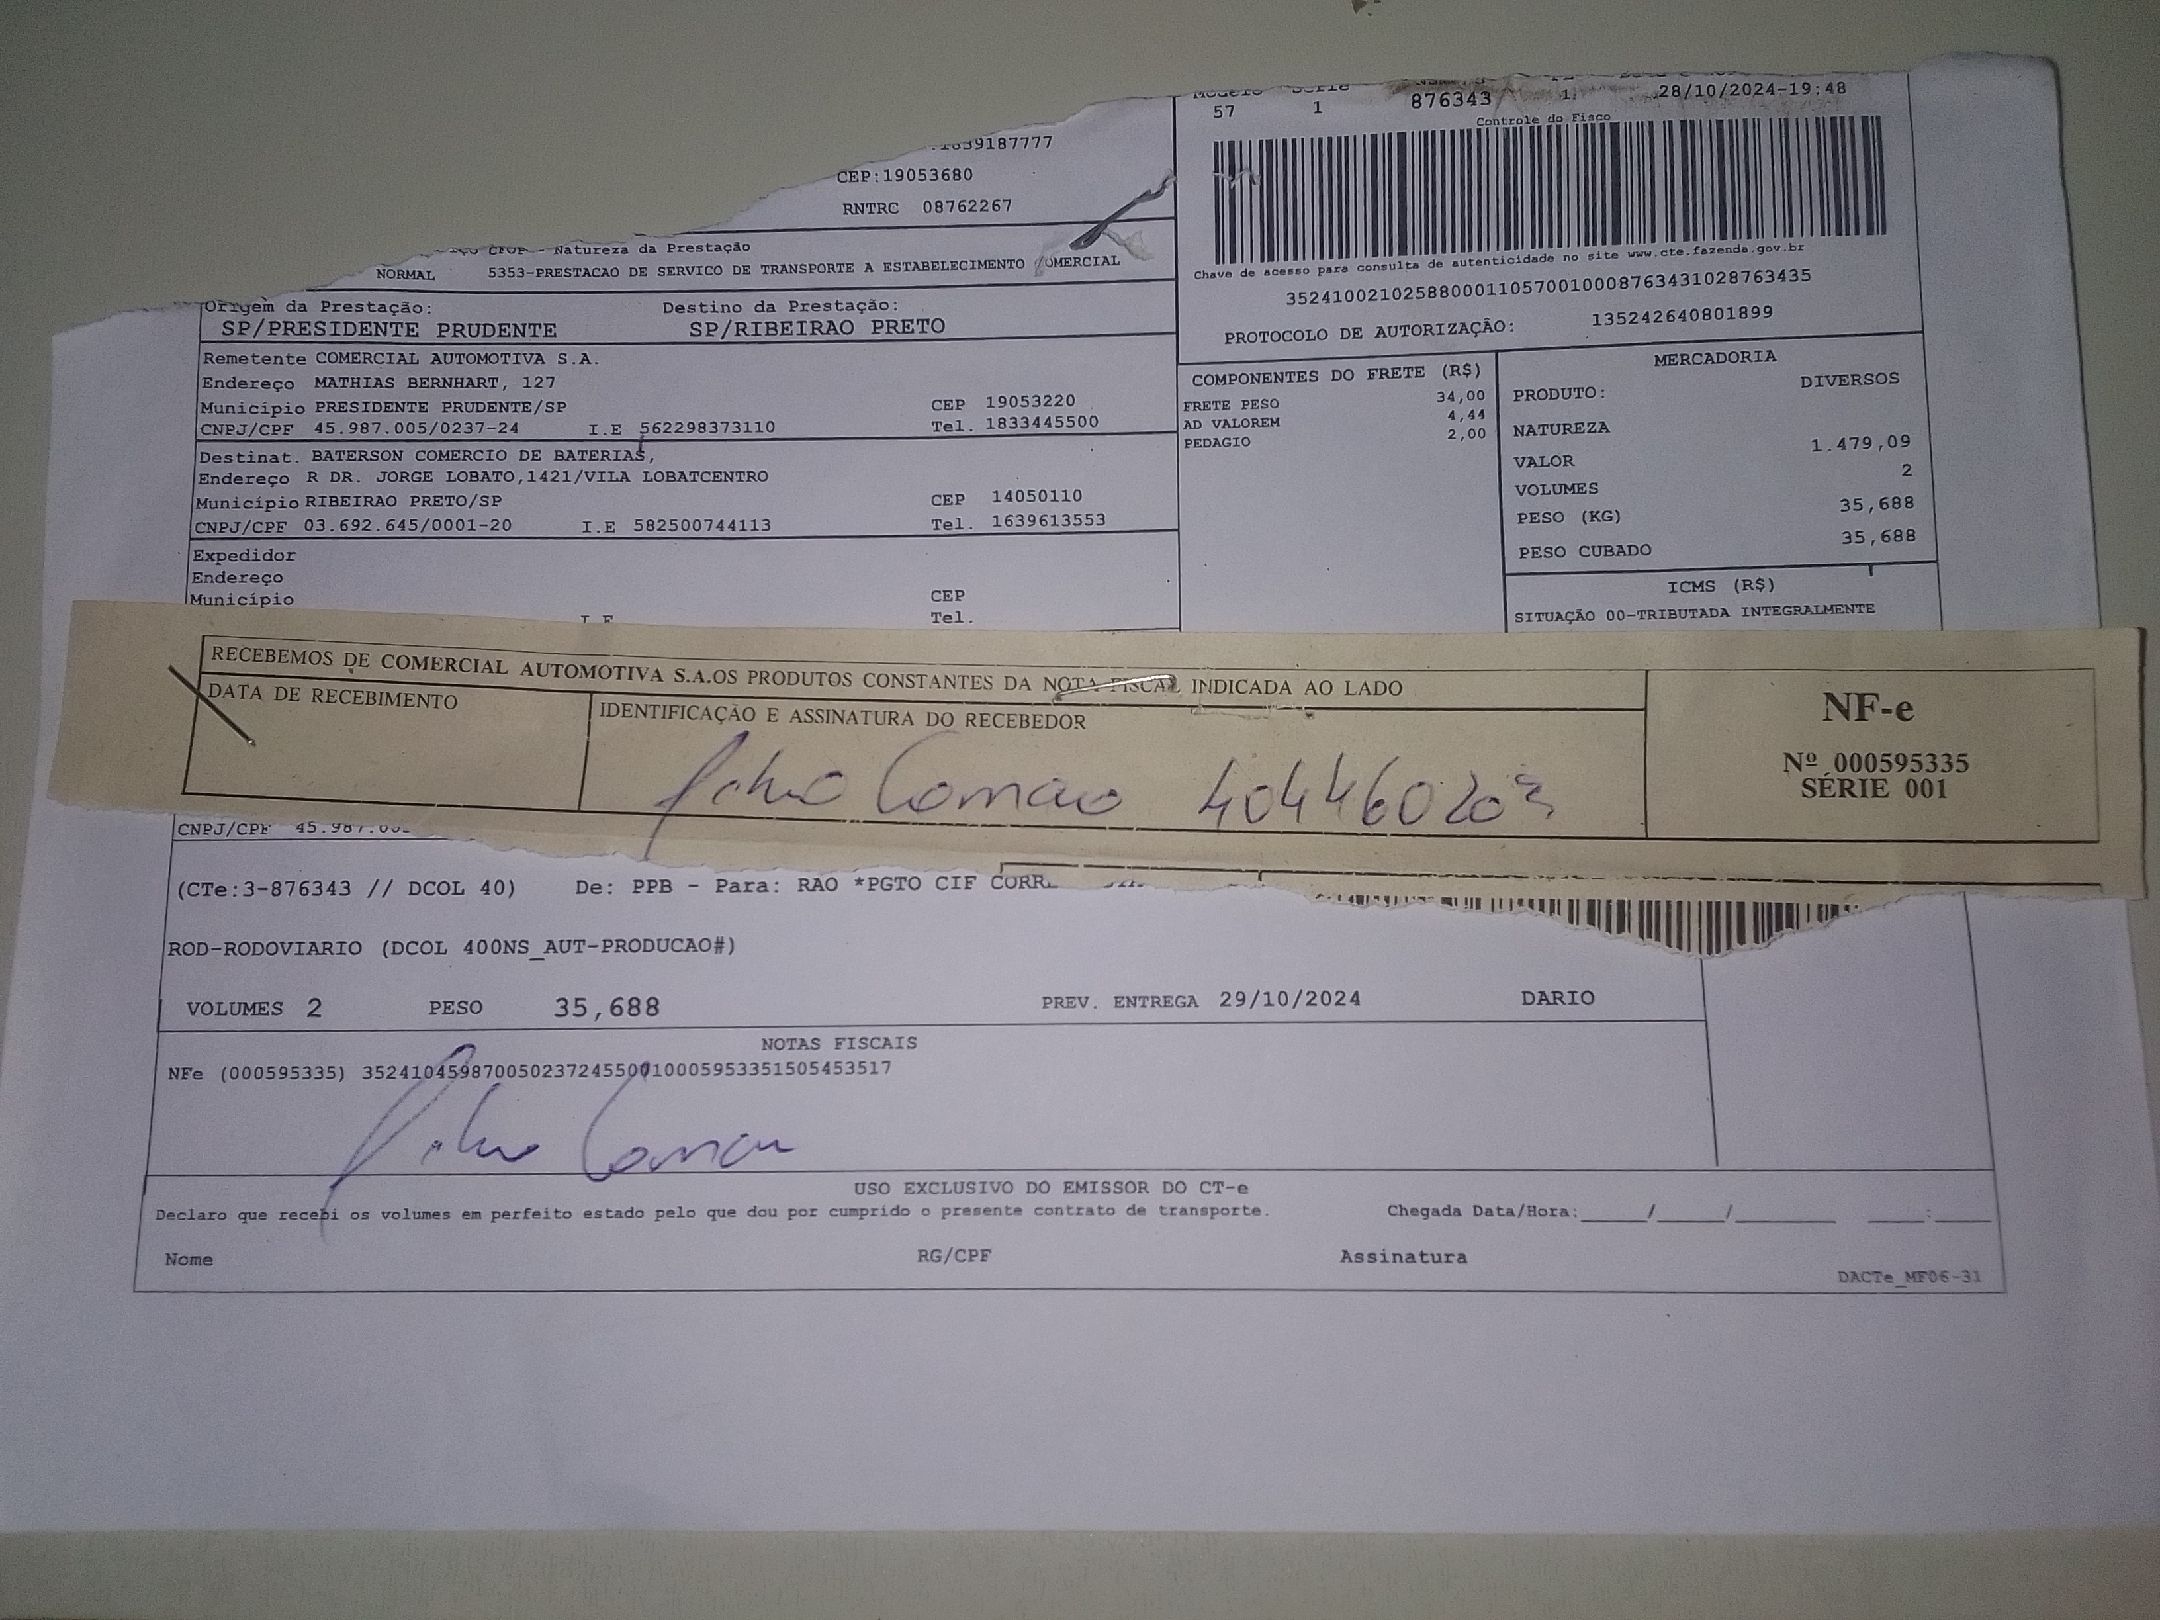 57 1 876343 1 28/10/2024-19:48
Controle do Fisco
CEP:19053680
RNTRC 08762267
Natureza da Prestação
NORMAL 5353-PRESTACAO DE SERVICO DE TRANSPORTE A ESTABELECIMENTO COMERCIAL
Chave de acesso para consulta de autenticidade no site www.cte.fazenda.gov.br
35241002102588000110570010008763431028763435
PROTOCOLO DE AUTORIZAÇÃO: 135242640801899
Origem da Prestação: Destino da Prestação:
SP/PRESIDENTE PRUDENTE SP/RIBEIRAO PRETO
Remetente COMERCIAL AUTOMOTIVA S.A.
Endereço MATHIAS BERNHART, 127
Município PRESIDENTE PRUDENTE/SP CEP 19053220
CNPJ/CPF 45.987.005/0237-24 I.E 562298373110 Tel. 1833445500
Destinat. BATERSON COMERCIO DE BATERIAS,
Endereço R DR. JORGE LOBATO,1421/VILA LOBATCENTRO
Município RIBEIRAO PRETO/SP CEP 14050110
CNPJ/CPF 03.692.645/0001-20 I.E 582500744113 Tel. 1639613553
Expedidor
Endereço
Município CEP
I.E Tel.
COMPONENTES DO FRETE (R$)
FRETE PESO 34,00
AD VALOREM 4,44
PEDAGIO 2,00
MERCADORIA
PRODUTO: DIVERSOS
NATUREZA
VALOR 1.479,09
VOLUMES 2
PESO (KG) 35,688
PESO CUBADO 35,688
ICMS (R$)
SITUAÇÃO 00-TRIBUTADA INTEGRALMENTE
RECEBEMOS DE COMERCIAL AUTOMOTIVA S.A.OS PRODUTOS CONSTANTES DA NOTA FISCAL INDICADA AO LADO
DATA DE RECEBIMENTO
IDENTIFICAÇÃO E ASSINATURA DO RECEBEDOR
NF-e
Nº 000595335
SÉRIE 001
CNPJ/CPF
(CTe:3-876343 // DCOL 40) De: PPB - Para: RAO *PGTO CIF
ROD-RODOVIARIO (DCOL 400NS_AUT-PRODUCAO#)
VOLUMES 2 PESO 35,688 PREV. ENTREGA 29/10/2024 DARIO
NOTAS FISCAIS
NFe (000595335) 35241045987005023724550010005953351505453517
USO EXCLUSIVO DO EMISSOR DO CT-e
Declaro que recebi os volumes em perfeito estado pelo que dou por cumprido o presente contrato de transporte. Chegada Data/Hora:_____/_____/________ ____:____
Nome RG/CPF Assinatura
DACTe_MF06-31